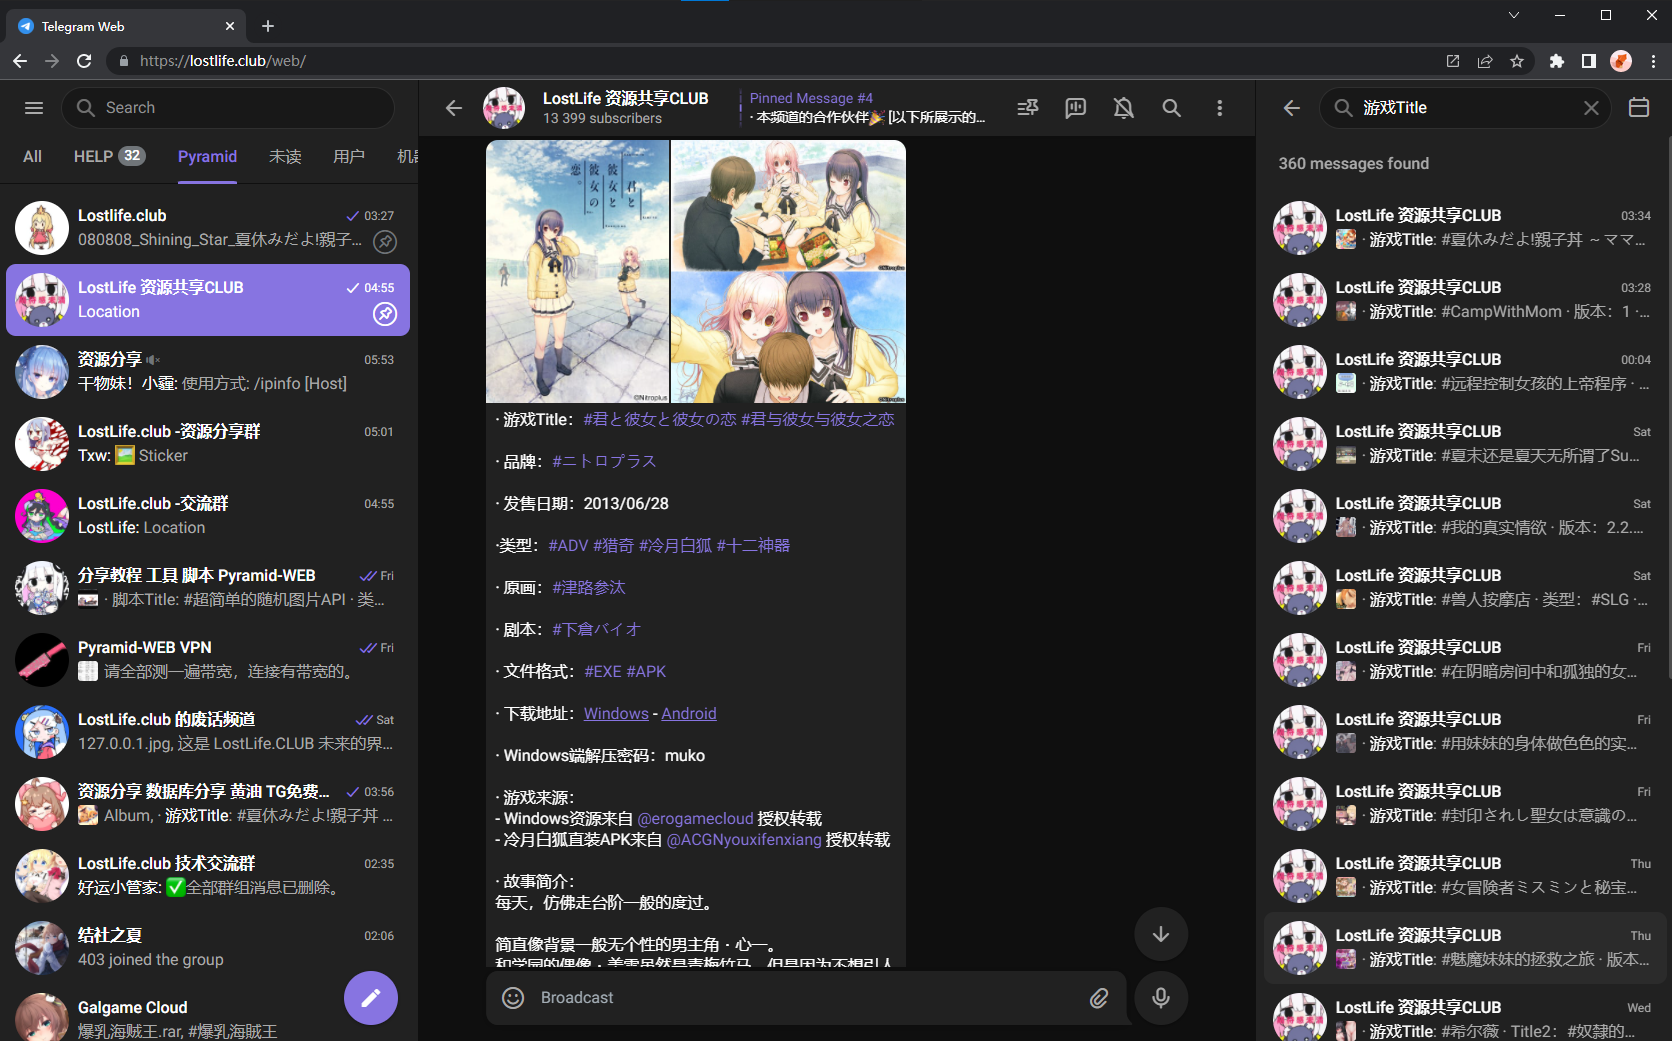 Telegram Web
https://lostlife.club/web/
Search
All
HELP 32
Pyramid
未读
用户
Lostlife.club
03:27
080808_Shining_Star_夏休みだよ!親子...
LostLife 资源共享CLUB
04:55
Location
资源分享
05:53
干物妹！小霾: 使用方式: /ipinfo [Host]
LostLife.club -资源分享群
05:01
Txw: Sticker
LostLife.club -交流群
04:55
LostLife: Location
分享教程 工具 脚本 Pyramid-WEB
Fri
· 脚本Title: #超简单的随机图片API · 类...
Pyramid-WEB VPN
Fri
请全部测一遍带宽，连接有带宽的。
LostLife.club 的废话频道
Sat
127.0.0.1.jpg, 这是 LostLife.CLUB 未来的界...
资源分享 数据库分享 黄油 TG免费...
03:56
Album, · 游戏Title: #夏休みだよ!親子丼 ...
LostLife.club 技术交流群
02:35
好运小管家: ✅全部群组消息已删除。
结社之夏
02:06
403 joined the group
Galgame Cloud
爆乳海贼王.rar, #爆乳海賊王
LostLife 资源共享CLUB
13 399 subscribers
Pinned Message #4
· 本频道的合作伙伴🎉 [以下所展示的...
君と
彼女と
彼女の
恋。
©Nitroplus
©Nitroplus
©Nitroplus
· 游戏Title：#君と彼女と彼女の恋 #君与彼女与彼女之恋
· 品牌：#ニトロプラス
· 发售日期：2013/06/28
·类型：#ADV #猎奇 #冷月白狐 #十二神器
· 原画：#津路参汰
· 剧本：#下倉バイオ
· 文件格式：#EXE #APK
· 下载地址：Windows - Android
· Windows端解压密码：muko
· 游戏来源：
- Windows资源来自 @erogamecloud 授权转载
- 冷月白狐直装APK来自 @ACGNyouxifenxiang 授权转载
· 故事简介：
每天，仿佛走台阶一般的度过。
简直像背景一般无个性的男主角・心一。
和学园的偶像・美雪虽然是青梅竹马，但是因为不想引人
Broadcast
游戏Title
360 messages found
LostLife 资源共享CLUB
03:34
· 游戏Title: #夏休みだよ!親子丼 ～ママ...
LostLife 资源共享CLUB
03:28
· 游戏Title: #CampWithMom · 版本：1 ·...
LostLife 资源共享CLUB
00:04
· 游戏Title: #远程控制女孩的上帝程序 · ...
LostLife 资源共享CLUB
Sat
· 游戏Title: #夏末还是夏天无所谓了Su...
LostLife 资源共享CLUB
Sat
· 游戏Title: #我的真实情欲 · 版本：2.2....
LostLife 资源共享CLUB
Sat
· 游戏Title: #兽人按摩店 · 类型：#SLG ·...
LostLife 资源共享CLUB
Fri
· 游戏Title: #在阴暗房间中和孤独的女...
LostLife 资源共享CLUB
Fri
· 游戏Title: #用妹妹的身体做色色的实...
LostLife 资源共享CLUB
Fri
· 游戏Title: #封印されし聖女は意識の...
LostLife 资源共享CLUB
Thu
· 游戏Title: #女冒険者ミスミンと秘宝...
LostLife 资源共享CLUB
Thu
· 游戏Title: #魅魔妹妹的拯救之旅 · 版本...
LostLife 资源共享CLUB
Wed
· 游戏Title: #希尔薇 · Title2：#奴隸的...